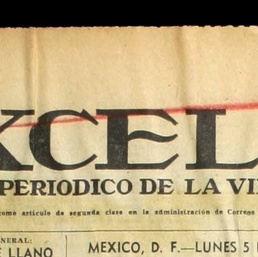 XCEL
PERIODICO DE LA VI
como artículo de segunda clase en la administración de Correos
NERAL:
E LLANO
MEXICO, D. F.—LUNES 5